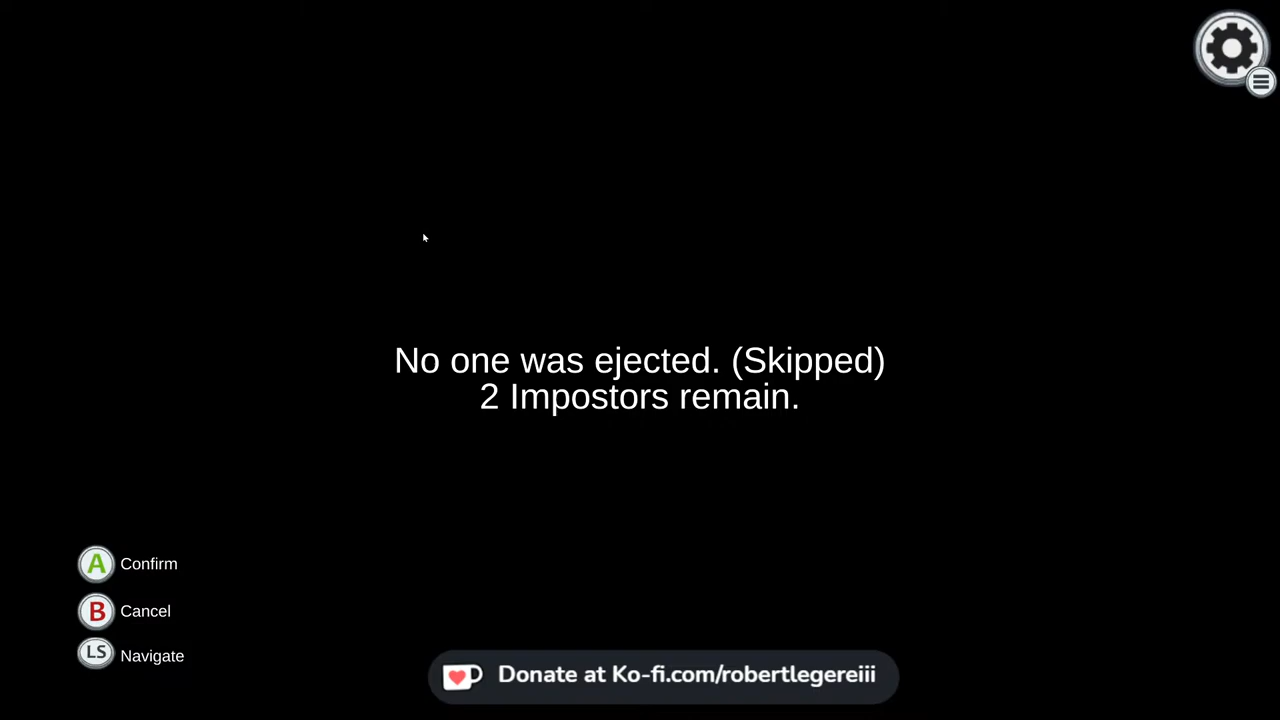 No one was ejected. (Skipped)
2 Impostors remain.
A Confirm
B Cancel
LS Navigate
Donate at Ko-fi.com/robertlegereiii